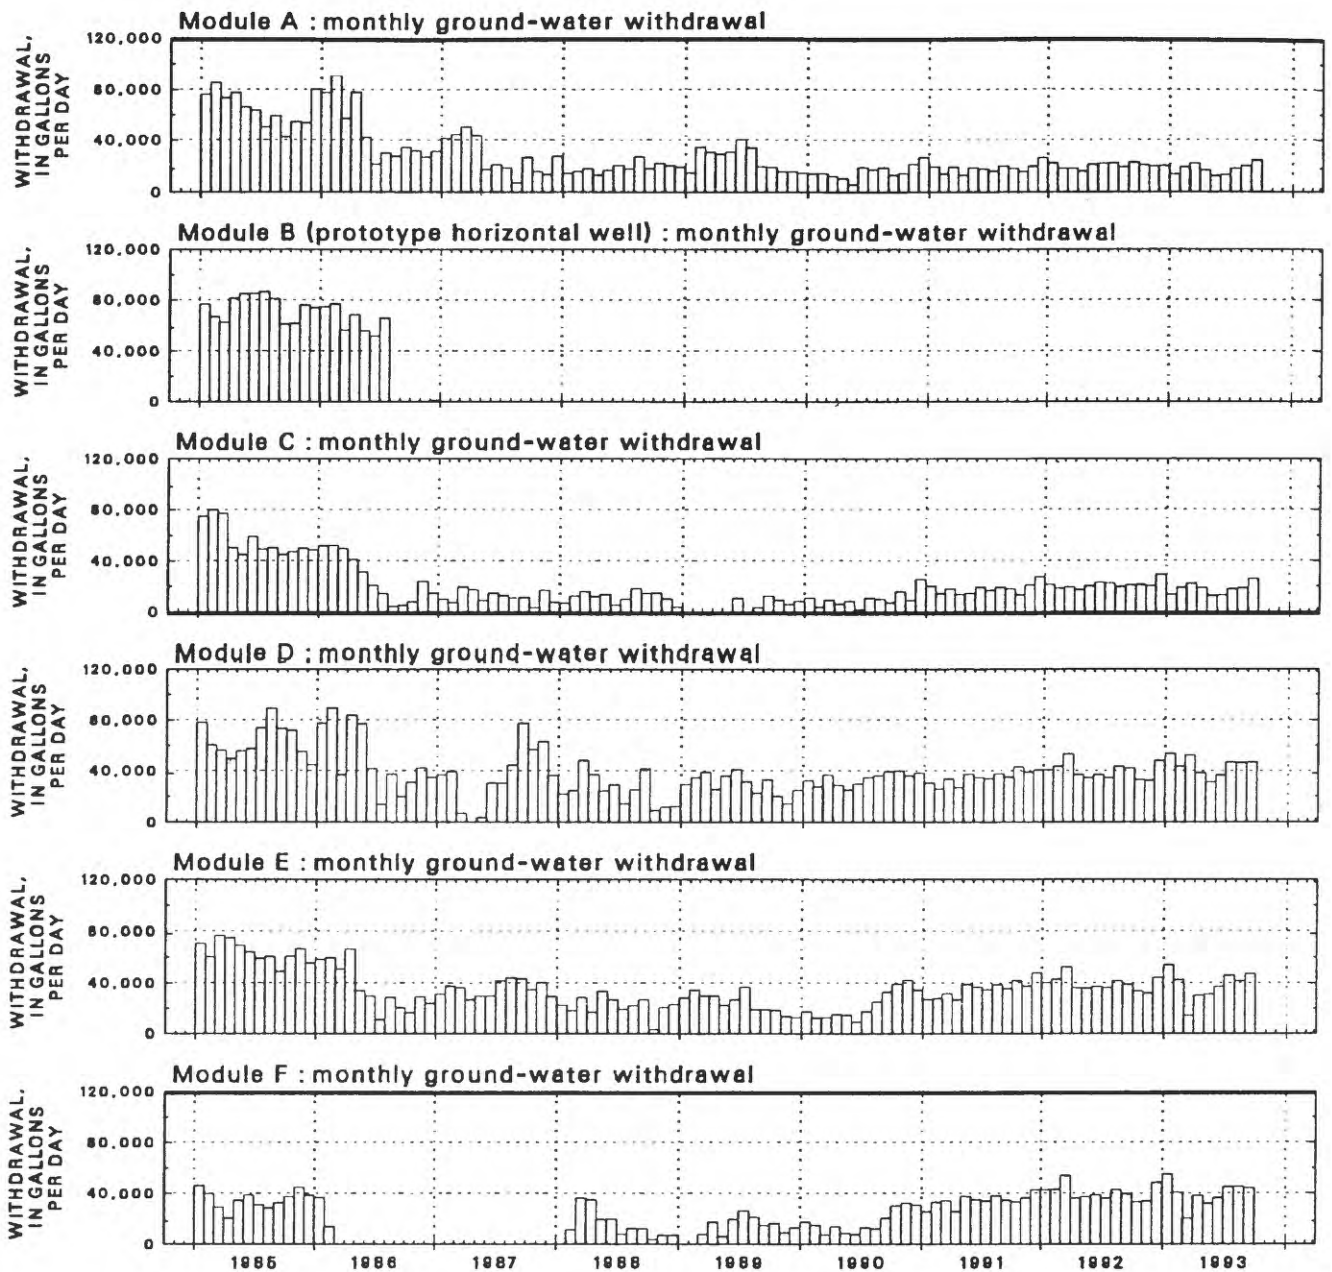 Module A : monthly ground-water withdrawal
WITHDRAWAL,
IN GALLONS
PER DAY
120,000
80,000
40,000
0
Module B (prototype horizontal well) : monthly ground-water withdrawal
WITHDRAWAL,
IN GALLONS
PER DAY
120,000
80,000
40,000
0
Module C : monthly ground-water withdrawal
WITHDRAWAL,
IN GALLONS
PER DAY
120,000
80,000
40,000
0
Module D : monthly ground-water withdrawal
WITHDRAWAL,
IN GALLONS
PER DAY
120,000
80,000
40,000
0
Module E : monthly ground-water withdrawal
WITHDRAWAL,
IN GALLONS
PER DAY
120,000
80,000
40,000
0
Module F : monthly ground-water withdrawal
WITHDRAWAL,
IN GALLONS
PER DAY
120,000
80,000
40,000
0
1985 1986 1987 1988 1989 1990 1991 1992 1993